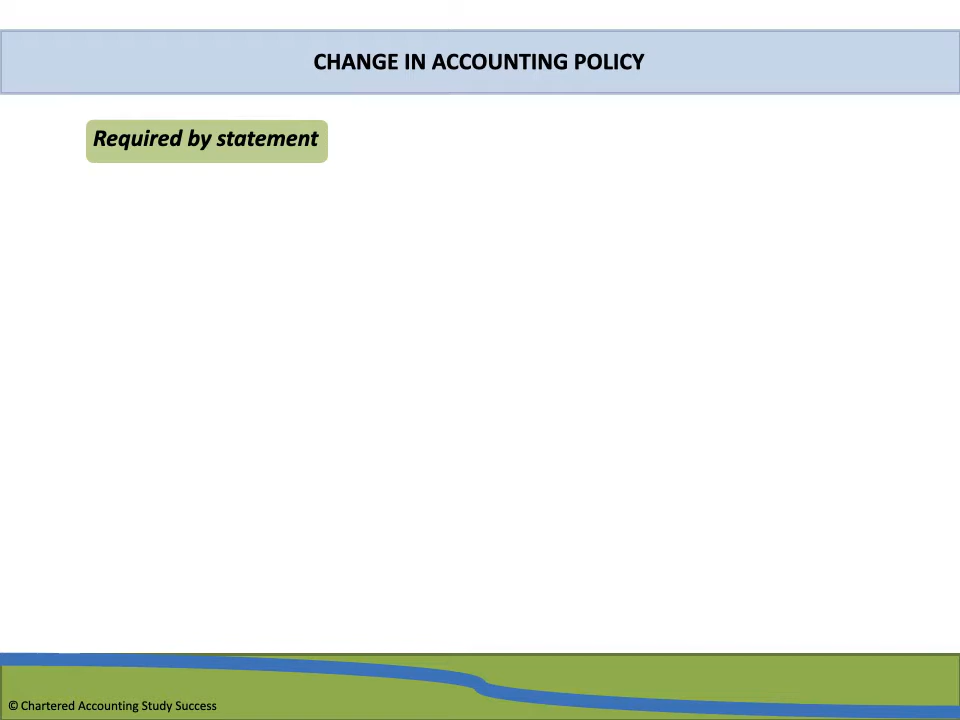 CHANGE IN ACCOUNTING POLICY
Required by statement
© Chartered Accounting Study Success